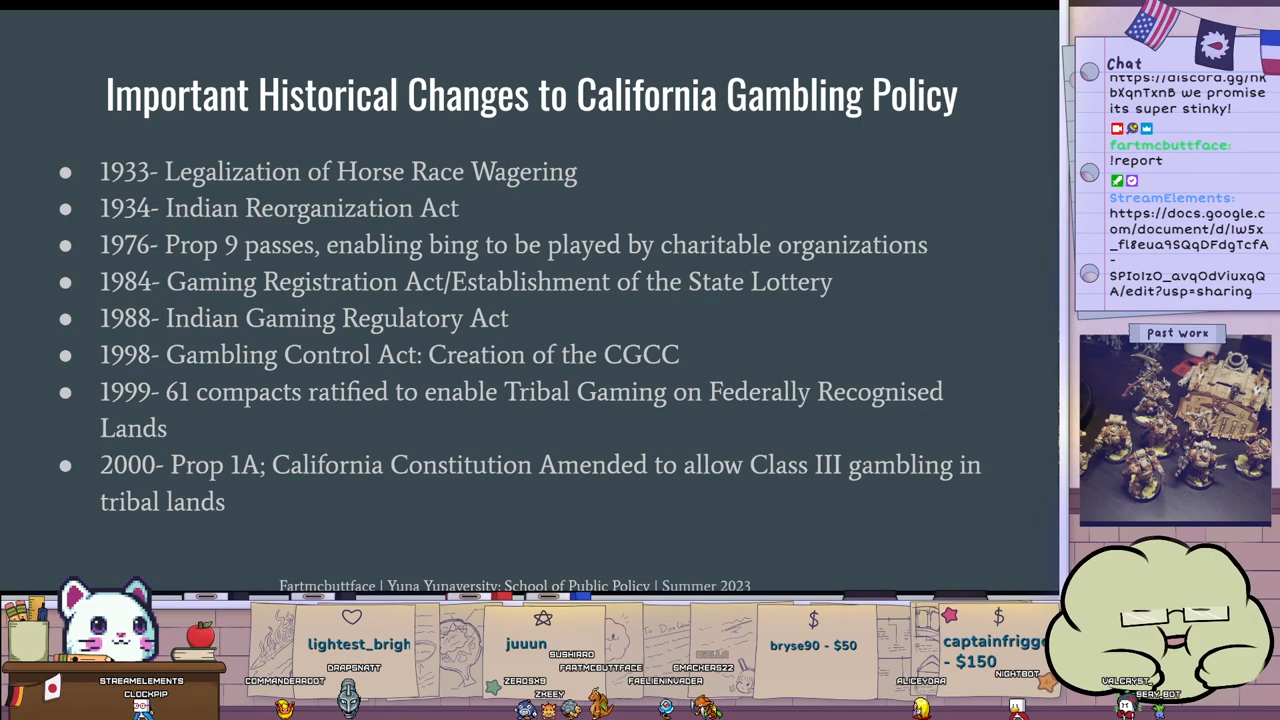 Important Historical Changes to California Gambling Policy
● 1933- Legalization of Horse Race Wagering
● 1934- Indian Reorganization Act
● 1976- Prop 9 passes, enabling bing to be played by charitable organizations
● 1984- Gaming Registration Act/Establishment of the State Lottery
● 1988- Indian Gaming Regulatory Act
● 1998- Gambling Control Act: Creation of the CGCC
● 1999- 61 compacts ratified to enable Tribal Gaming on Federally Recognised
Lands
● 2000- Prop 1A; California Constitution Amended to allow Class III gambling in
tribal lands
Fartmcbuttface | Yuna Yunaversity: School of Public Policy | Summer 2023
Chat
bXqnTxnB we promise
its super stinky!
fartmcbuttface:
!report
StreamElements:
https://docs.google.c
om/document/d/1w5x
-
A/edit?usp=sharing
Past work
lightest_brigh
juuun
bryse90 - $50
captainfrigg
- $150
STREAMELEMENTS
CLOCKPIP
COMMANDERROOT
DRAPSNATT
ZEROSX9
ZKEEY
SUSHIRRO
FARTMCBUTTFACE
FAELIENINVADER
SMACKERS22
ALICEYDRA
NIGHTBOT
VALCRYST_
SERY_BOT